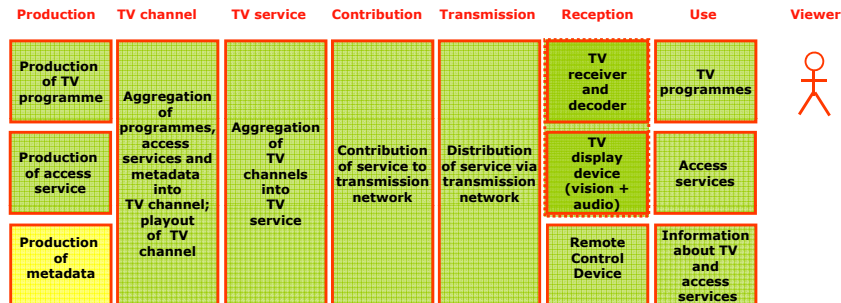 Production
TV channel
TV service
Contribution
Transmission
Reception
Use
Viewer
Production
of TV
programme
Production
of access
service
Production
of
metadata
Aggregation
of
programmes,
access
services and
metadata
into
TV channel;
playout
of TV
channel
Aggregation
of
TV
channels
into
TV
service
Contribution
of service to
transmission
network
Distribution
of service via
transmission
network
TV
receiver
and
decoder
TV
display
device
(vision +
audio)
Remote
Control
Device
TV
programmes
Access
services
Information
about TV
and
access
services